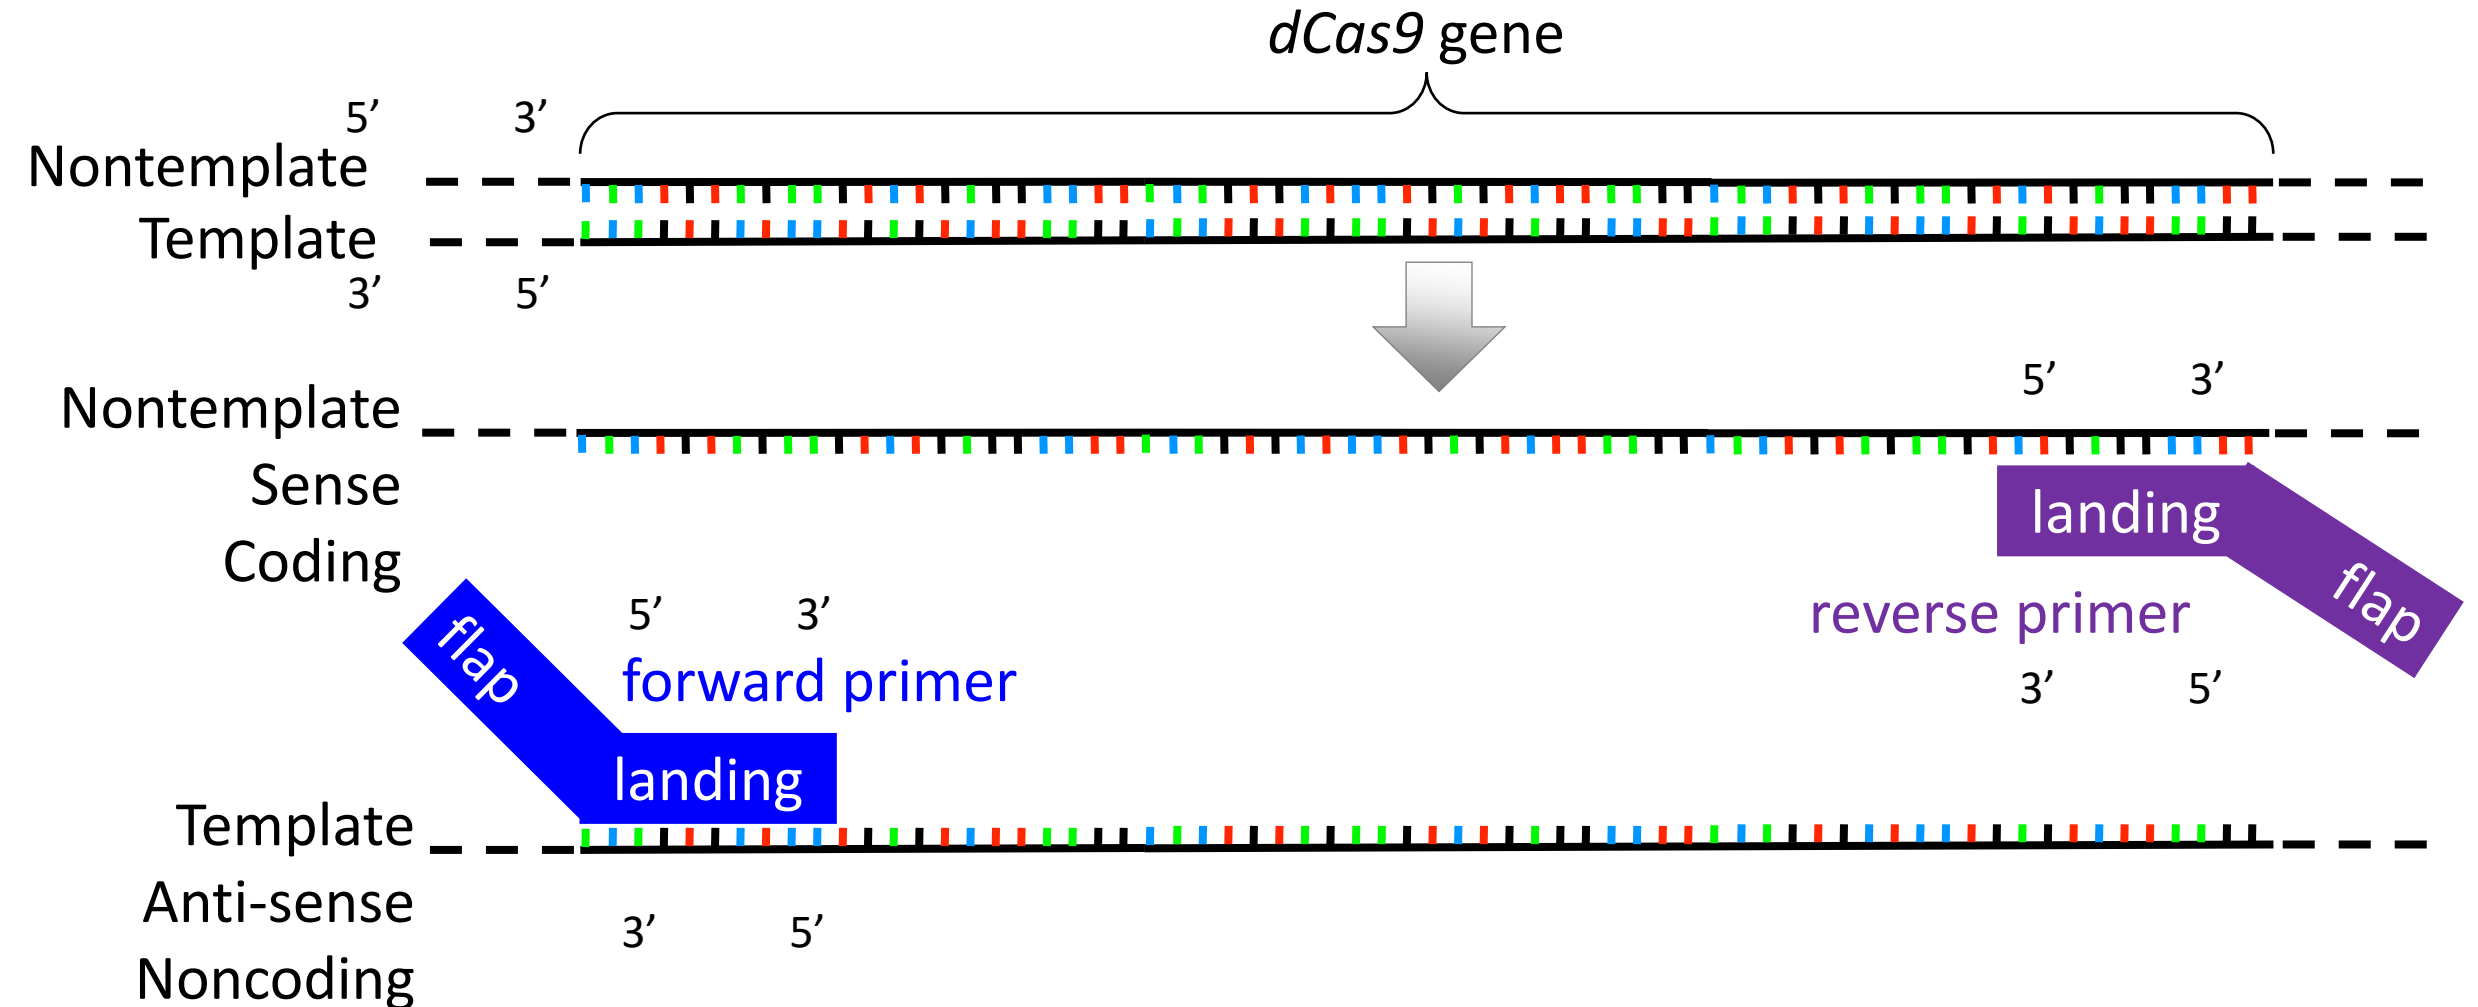 dCas9 gene
5’ 3’
Nontemplate
Template
3’ 5’
5’ 3’
Nontemplate
Sense
Coding
landing
flap
reverse primer
3’ 5’
flap
5’ 3’
forward primer
landing
Template
Anti-sense
Noncoding
3’ 5’